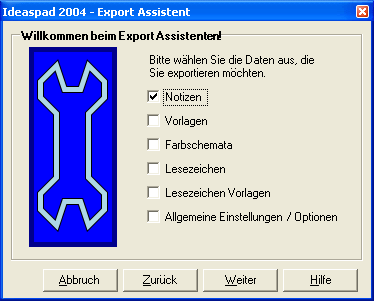 Ideaspad 2004 - Export Assistent
Willkommen beim Export Assistenten!
Bitte wählen Sie die Daten aus, die
Sie exportieren möchten.
Notizen
Vorlagen
Farbschemata
Lesezeichen
Lesezeichen Vorlagen
Allgemeine Einstellungen / Optionen
Abbruch Zurück Weiter Hilfe